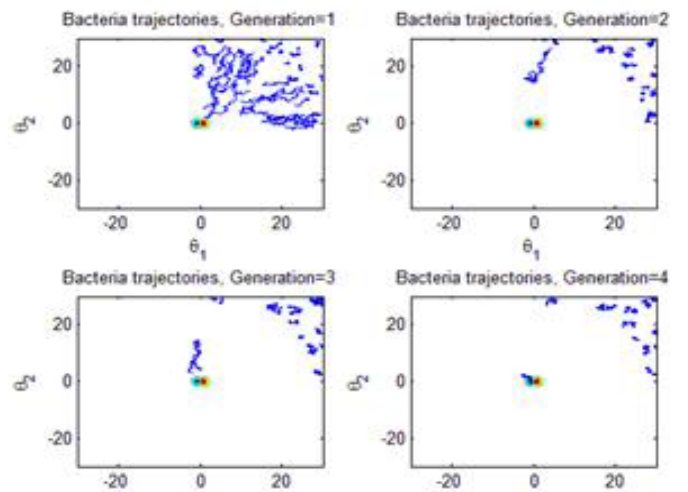 Bacteria trajectories, Generation=1
Bacteria trajectories, Generation=2
20
0
-20
θ2
-20 0 20
θ1
20
0
-20
θ2
-20 0 20
θ1
Bacteria trajectories, Generation=3
Bacteria trajectories, Generation=4
20
0
-20
θ2
-20 0 20
20
0
-20
θ2
-20 0 20